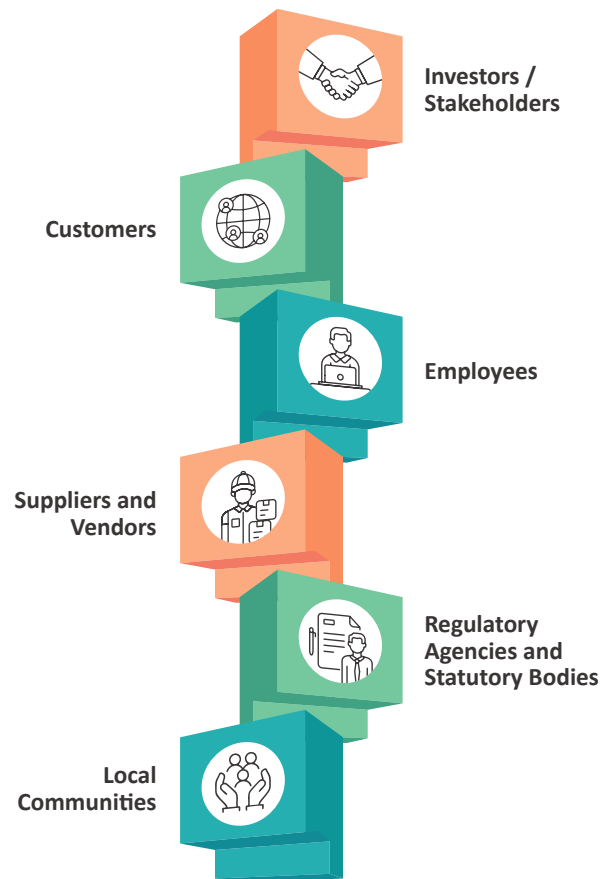 Investors /
Stakeholders
Customers
Employees
Suppliers and
Vendors
Regulatory
Agencies and
Statutory Bodies
Local
Communities